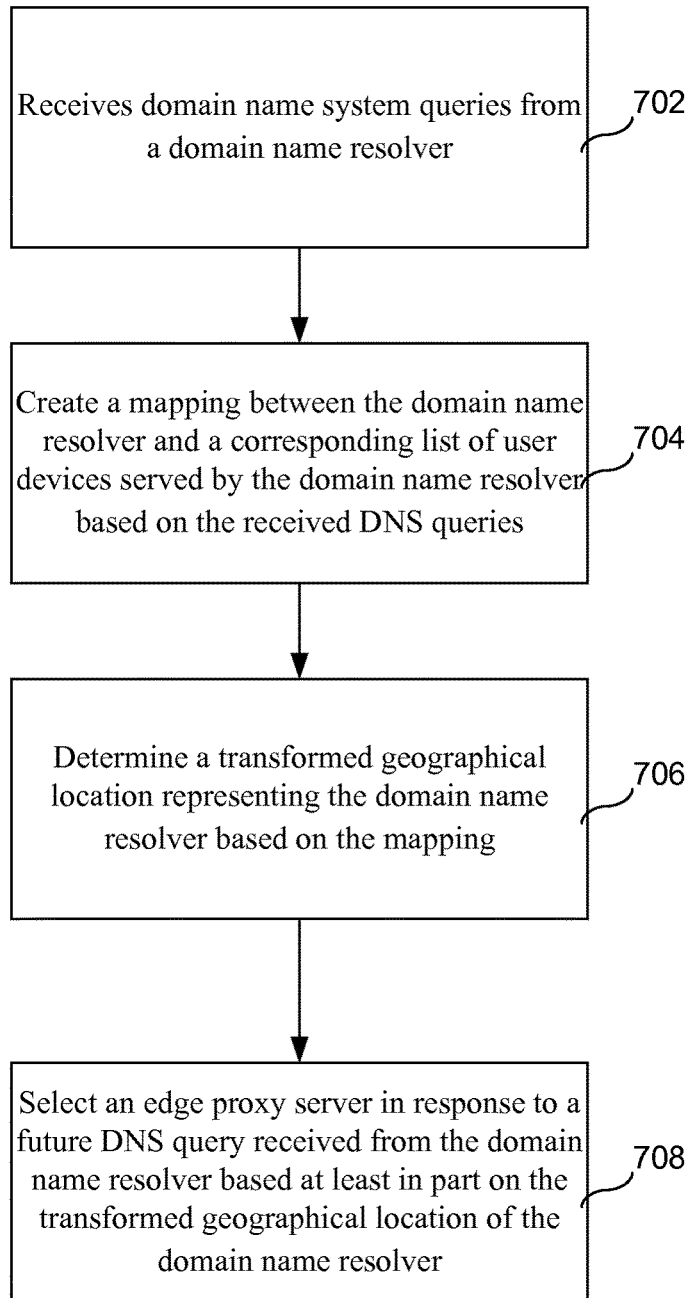 Receives domain name system queries from
a domain name resolver
702
Create a mapping between the domain name
resolver and a corresponding list of user
devices served by the domain name resolver
based on the received DNS queries
704
Determine a transformed geographical
location representing the domain name
resolver based on the mapping
706
Select an edge proxy server in response to a
future DNS query received from the domain
name resolver based at least in part on the
transformed geographical location of the
domain name resolver
708